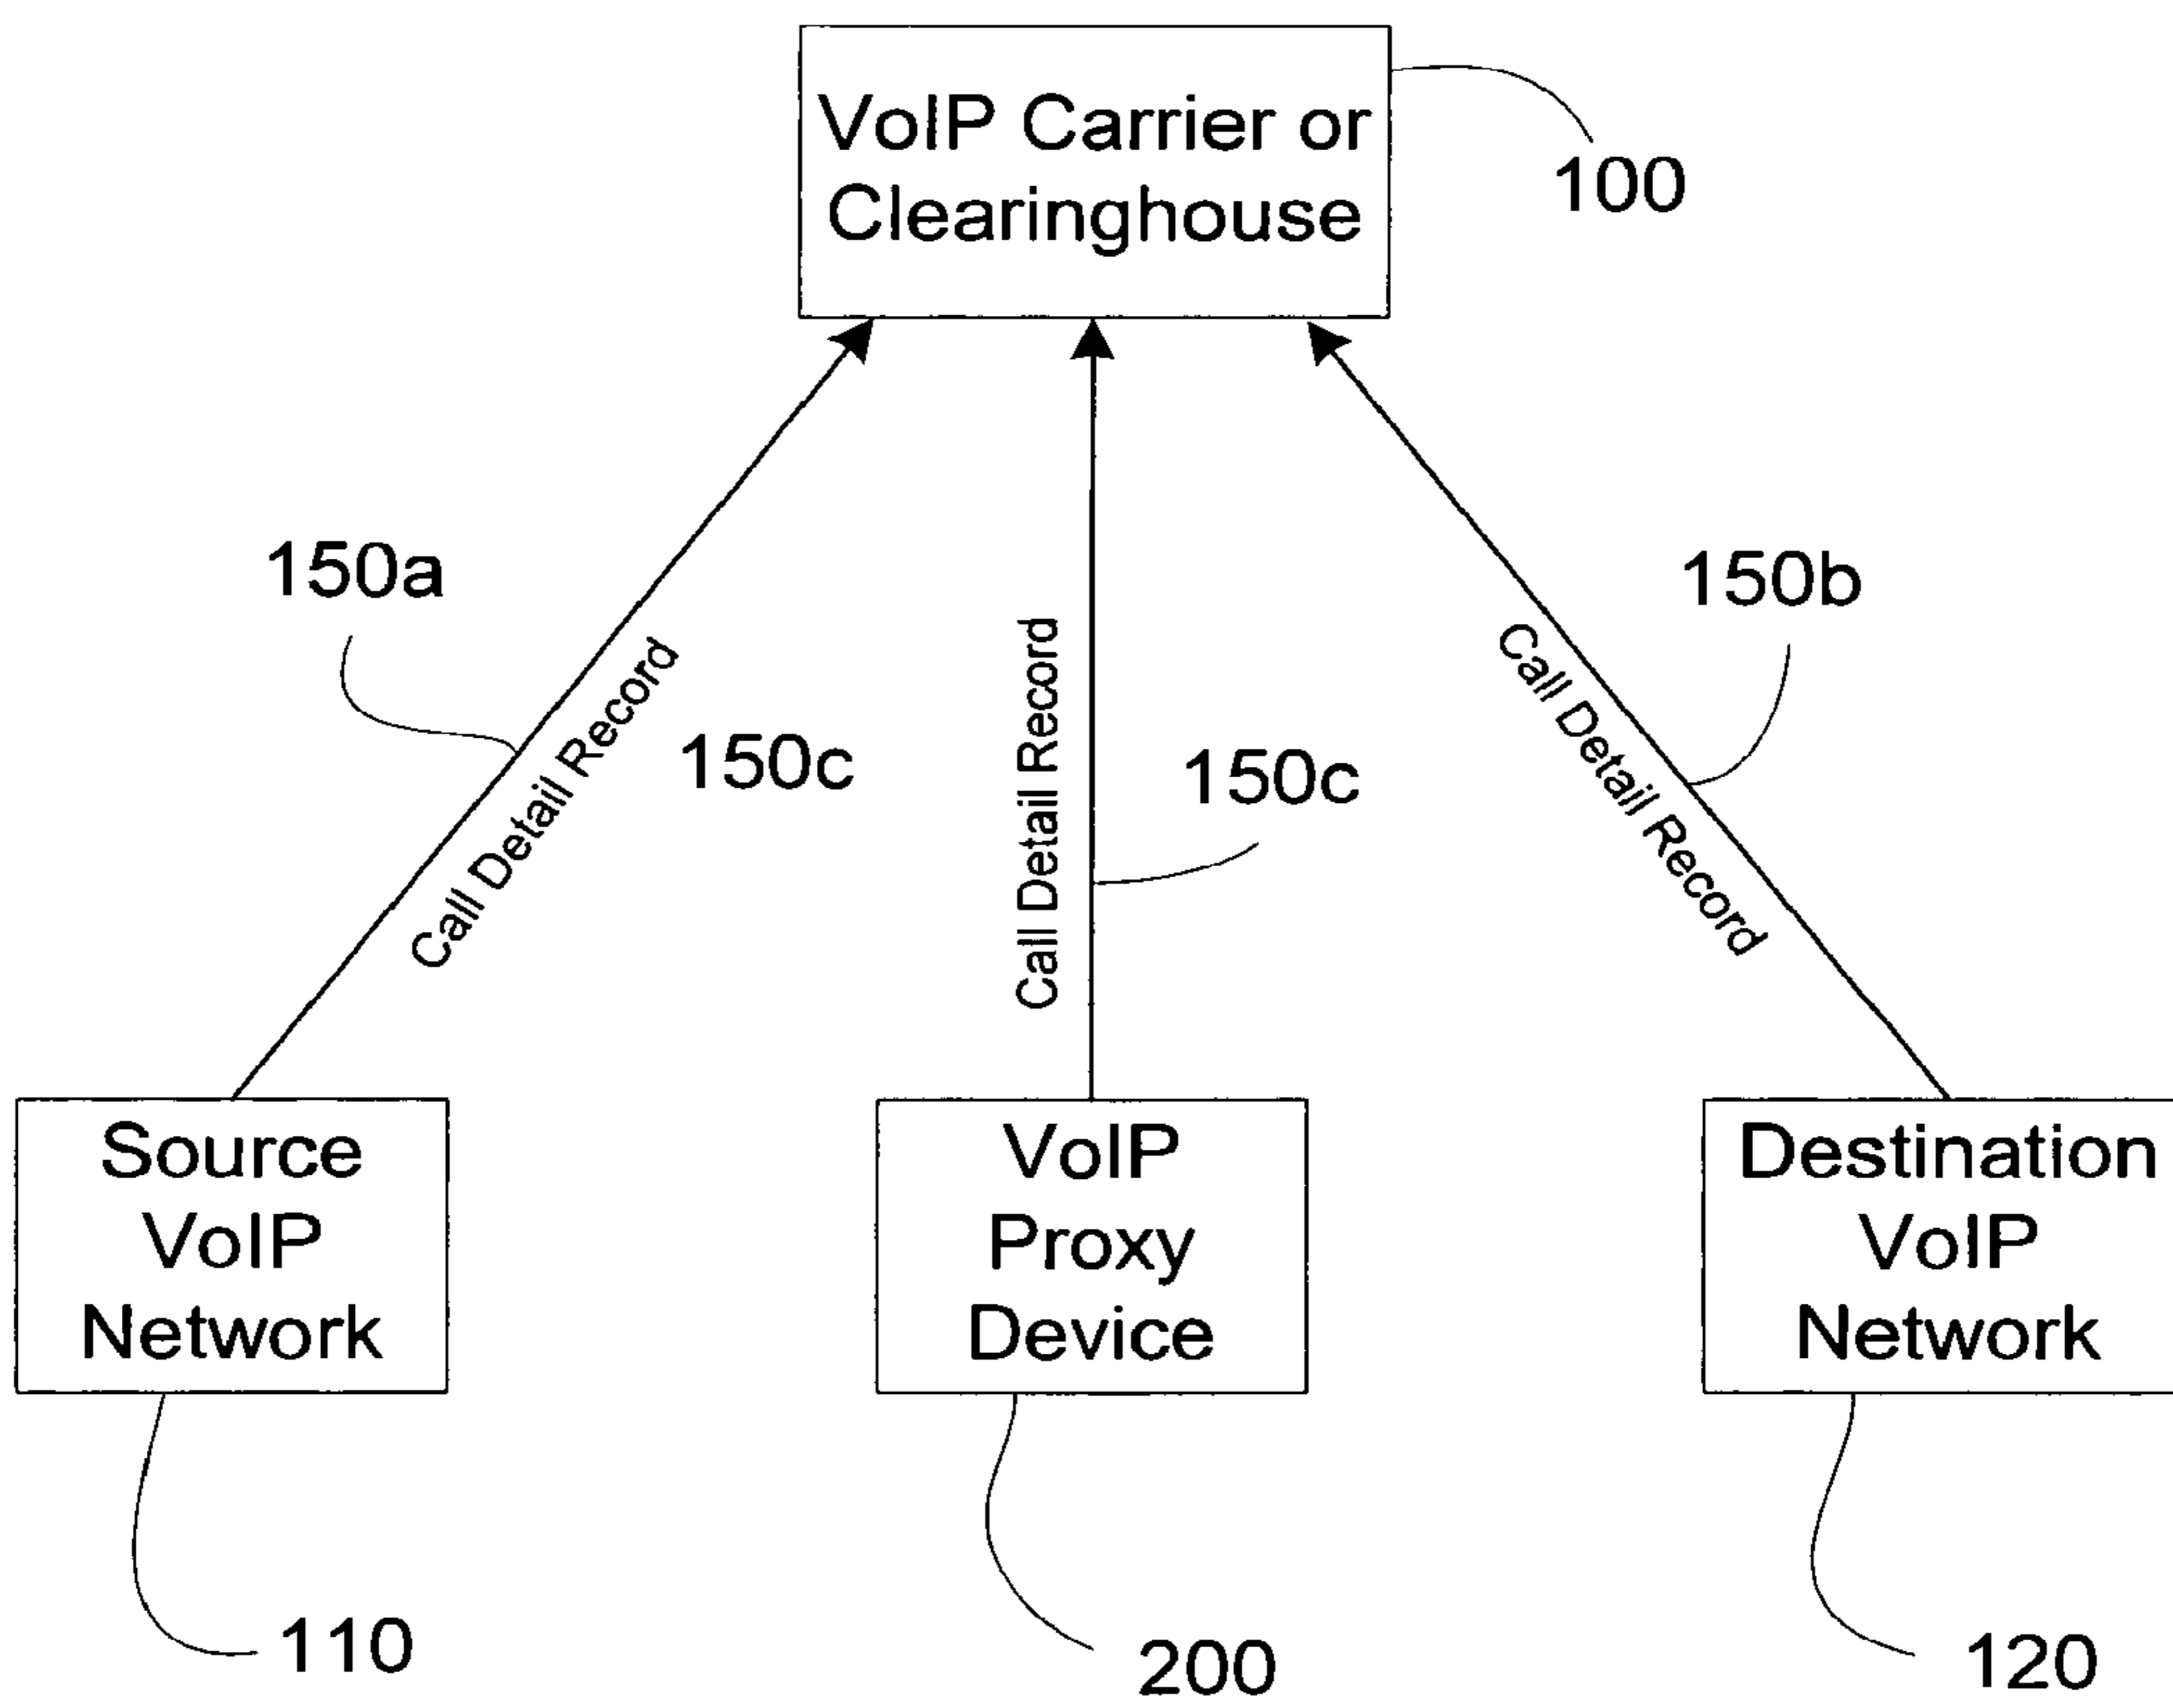 VoIP Carrier or
Clearinghouse
100
150a
150b
Call Detail Record
150c
Call Detail Record
150c
Call Detail Record
Source
VoIP
Network
VoIP
Proxy
Device
Destination
VoIP
Network
110
200
120